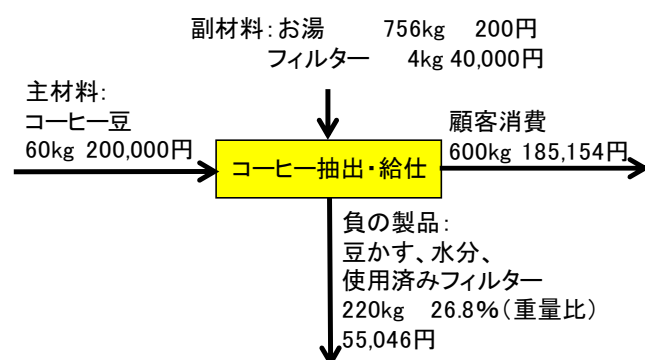 副材料：お湯 756kg 200円
フィルター 4kg 40,000円
主材料：
コーヒー豆
60kg 200,000円
コーヒー抽出・給仕
顧客消費
600kg 185,154円
負の製品：
豆かす、水分、
使用済みフィルター
220kg 26.8%（重量比）
55,046円